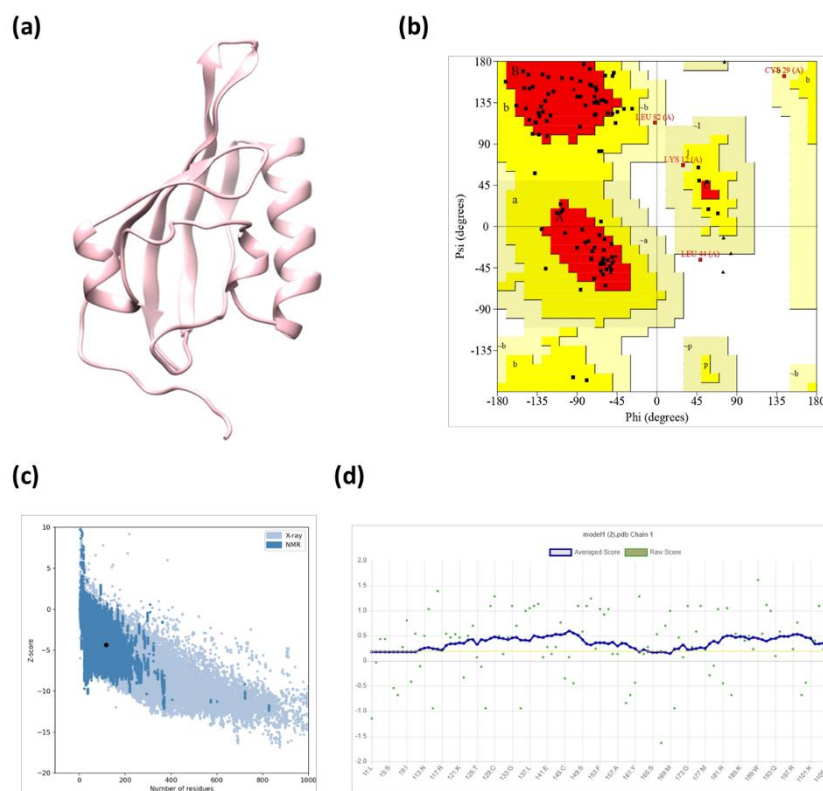 (a)
(b)
180
135
90
45
0
-45
-90
-135
Psi (degrees)
B
b
a
A
~b
~a
~l
l
L
~p
p
~b
b
~b
b
CYS 29 (A)
LEU 82 (A)
LYS 12 (A)
LEU 44 (A)
-180 -135 -90 -45 0 45 90 135 180
Phi (degrees)
(c)
10
5
0
-5
-10
-15
-20
Z-score
X-ray
NMR
0 200 400 600 800 1000
Number of residues
(d)
model1 (2).pdb Chain 1
Averaged Score Raw Score
2.0
1.5
1.0
0.5
0.0
-0.5
-1.0
-1.5
-2.0